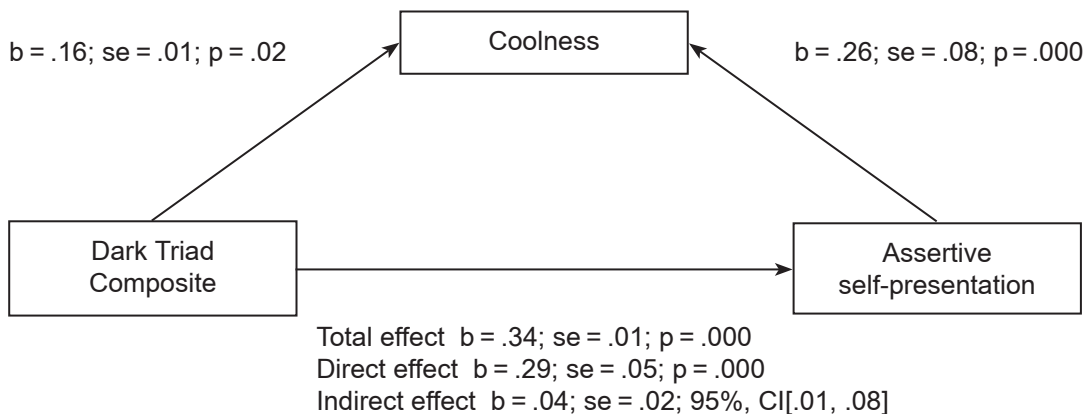 b = .16; se = .01; p = .02
Coolness
b = .26; se = .08; p = .000
Dark Triad
Composite
Assertive
self-presentation
Total effect b = .34; se = .01; p = .000
Direct effect b = .29; se = .05; p = .000
Indirect effect b = .04; se = .02; 95%, CI[.01, .08]